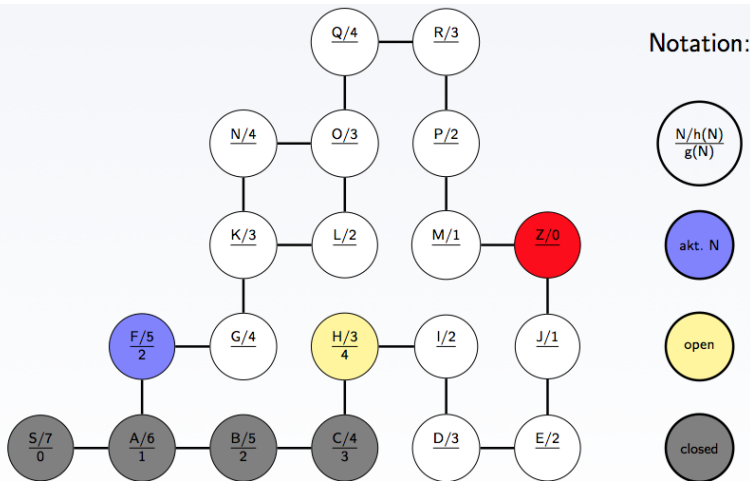 Q/4
R/3
Notation:
N/4
O/3
P/2
N/h(N)
g(N)
K/3
L/2
M/1
Z/0
akt. N
F/5
2
G/4
H/3
4
I/2
J/1
open
S/7
0
A/6
1
B/5
2
C/4
3
D/3
E/2
closed